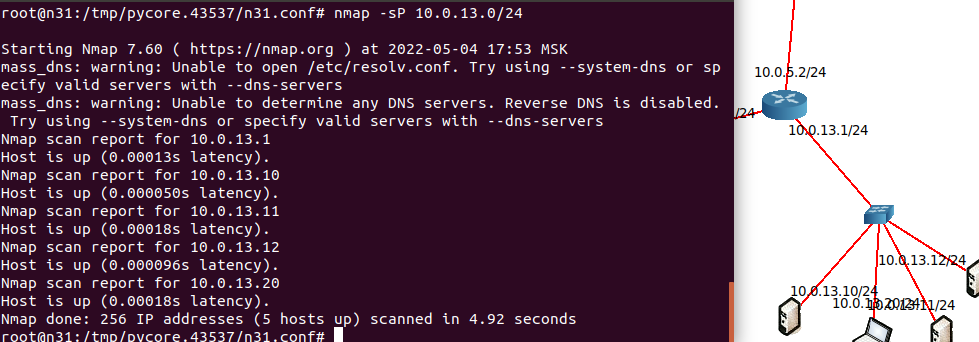 root@n31:/tmp/pycore.43537/n31.conf# nmap -sP 10.0.13.0/24
Starting Nmap 7.60 ( https://nmap.org ) at 2022-05-04 17:53 MSK
mass_dns: warning: Unable to open /etc/resolv.conf. Try using --system-dns or sp
ecify valid servers with --dns-servers
mass_dns: warning: Unable to determine any DNS servers. Reverse DNS is disabled.
 Try using --system-dns or specify valid servers with --dns-servers
Nmap scan report for 10.0.13.1
Host is up (0.00013s latency).
Nmap scan report for 10.0.13.10
Host is up (0.000050s latency).
Nmap scan report for 10.0.13.11
Host is up (0.00018s latency).
Nmap scan report for 10.0.13.12
Host is up (0.000096s latency).
Nmap scan report for 10.0.13.20
Host is up (0.00018s latency).
Nmap done: 256 IP addresses (5 hosts up) scanned in 4.92 seconds
root@n31:/tmp/pycore.43537/n31.conf#
10.0.5.2/24
/24
10.0.13.1/24
10.0.13.12/24
10.0.13.10/24
10.0.13.20/24
10.0.13.11/24